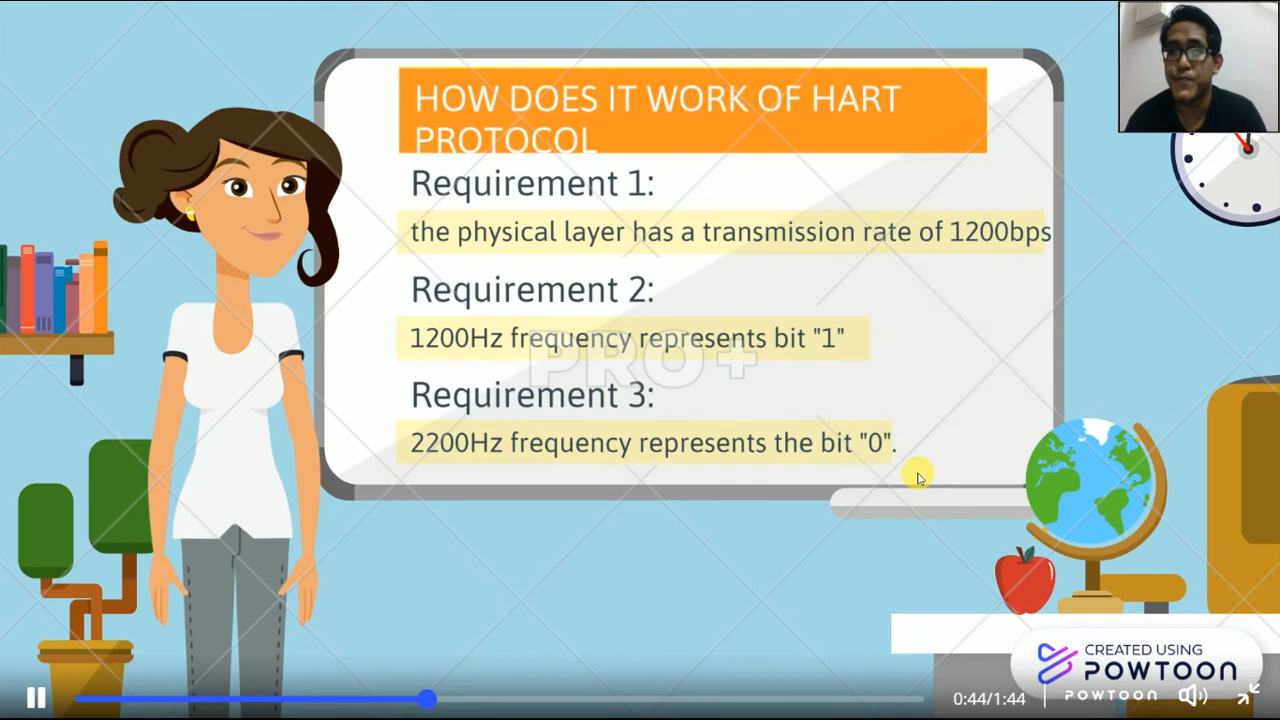 HOW DOES IT WORK OF HART
PROTOCOL
Requirement 1:
the physical layer has a transmission rate of 1200bps
Requirement 2:
1200Hz frequency represents bit "1"
PRO+
Requirement 3:
2200Hz frequency represents the bit "0".
CREATED USING
POWTOON
0:44/1:44
POWTOON